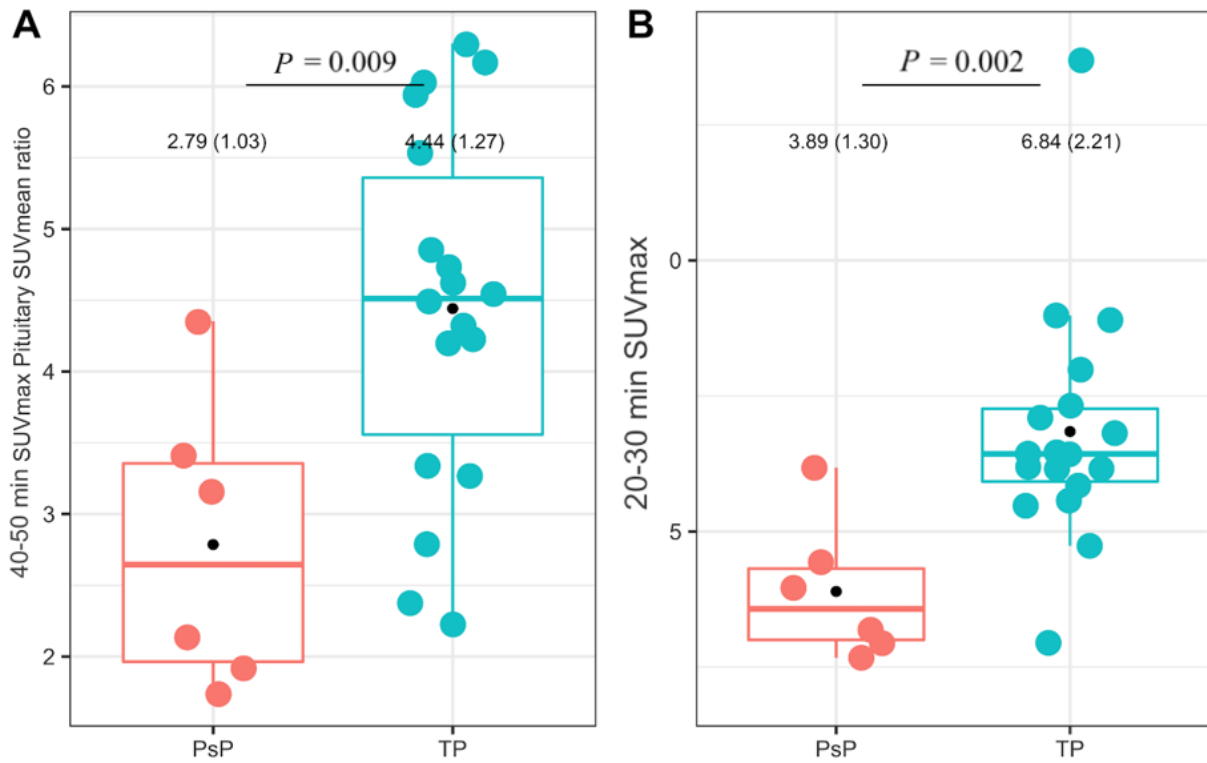 A
P = 0.009
2.79 (1.03)
4.44 (1.27)
6
5
4
3
2
40-50 min SUVmax Pituitary SUVmean ratio
PsP
TP
B
P = 0.002
3.89 (1.30)
6.84 (2.21)
0
5
20-30 min SUVmax
PsP
TP